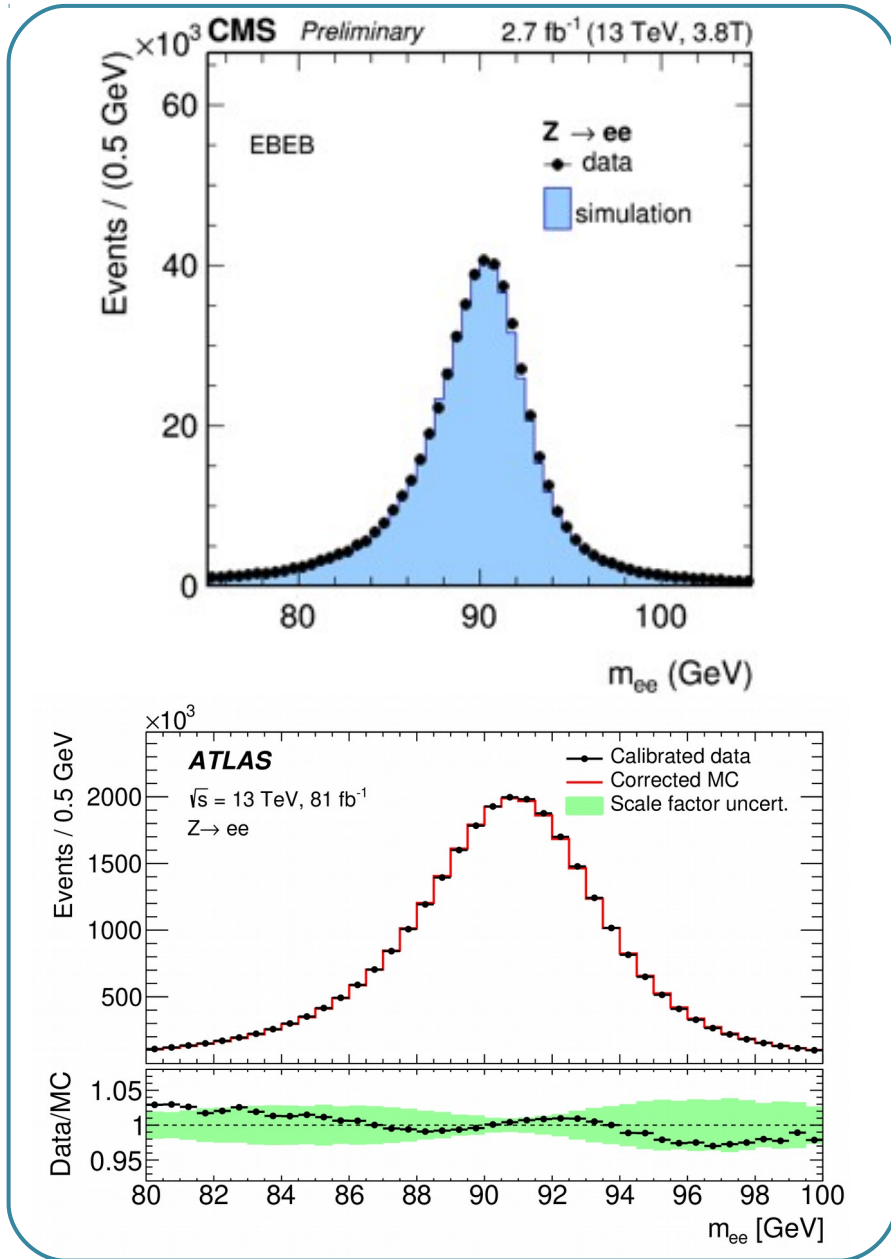 ×10³ CMS Preliminary 2.7 fb⁻¹ (13 TeV, 3.8T)
Events / (0.5 GeV)
60
40
20
0
EBEB
Z → ee
data
simulation
80 90 100
m_ee (GeV)
×10³
Events / 0.5 GeV
2000
1500
1000
500
ATLAS
√s = 13 TeV, 81 fb⁻¹
Z→ ee
Calibrated data
Corrected MC
Scale factor uncert.
Data/MC
1.05
1
0.95
80 82 84 86 88 90 92 94 96 98 100
m_ee [GeV]